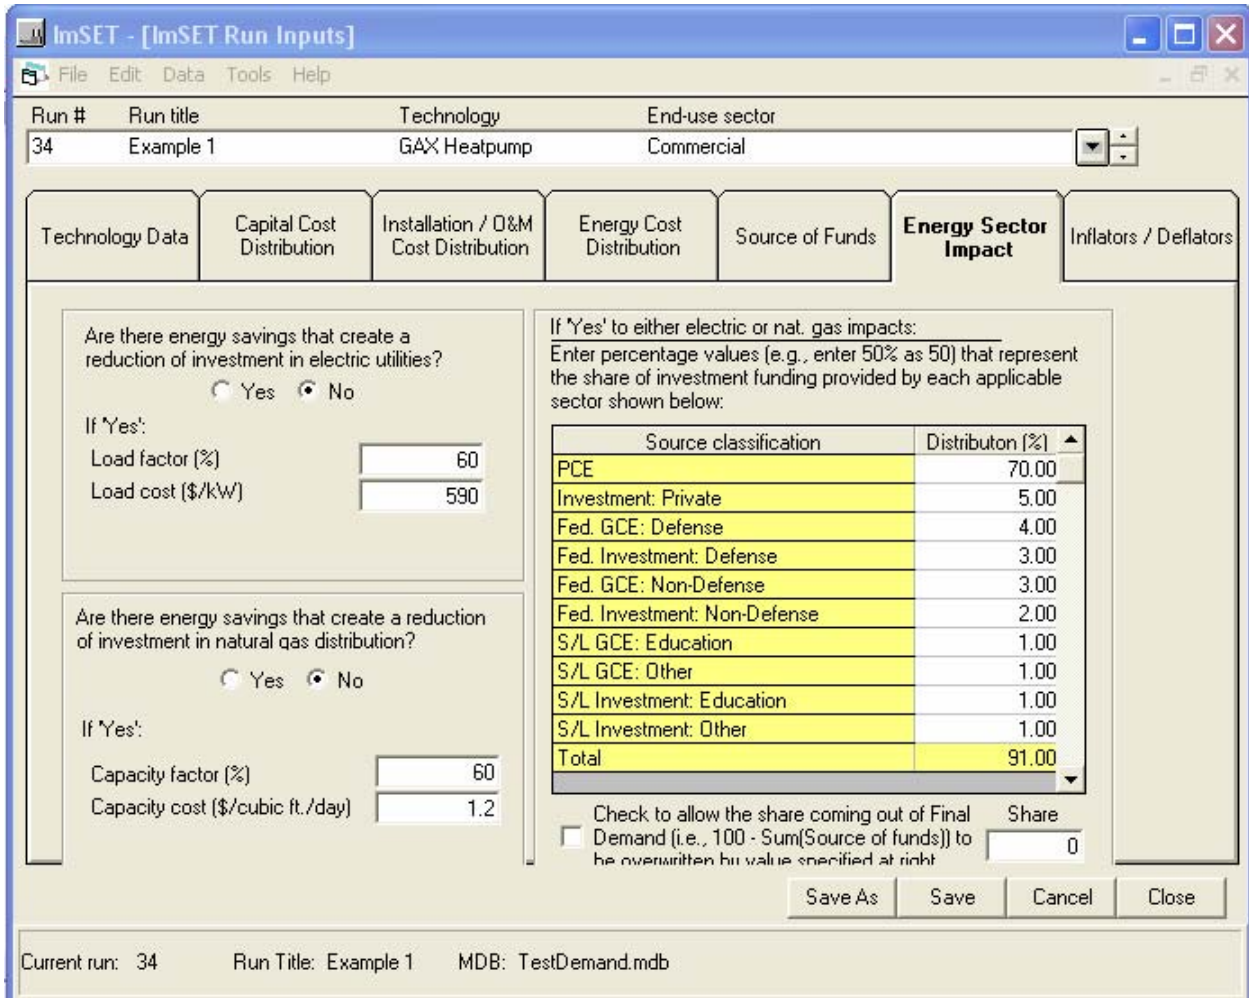 ImSET - [ImSET Run Inputs]
File Edit Data Tools Help
Run # Run title Technology End-use sector
34 Example 1 GAX Heatpump Commercial
Technology Data
Capital Cost
Distribution
Installation / O&M
Cost Distribution
Energy Cost
Distribution
Source of Funds
Energy Sector
Impact
Inflators / Deflators
Are there energy savings that create a
reduction of investment in electric utilities?
Yes No
If 'Yes':
Load factor (%) 60
Load cost ($/kW) 590
Are there energy savings that create a reduction
of investment in natural gas distribution?
Yes No
If 'Yes':
Capacity factor (%) 60
Capacity cost ($/cubic ft./day) 1.2
If 'Yes' to either electric or nat. gas impacts:
Enter percentage values (e.g., enter 50% as 50) that represent
the share of investment funding provided by each applicable
sector shown below:
Source classification Distributon (%)
PCE 70.00
Investment: Private 5.00
Fed. GCE: Defense 4.00
Fed. Investment: Defense 3.00
Fed. GCE: Non-Defense 3.00
Fed. Investment: Non-Defense 2.00
S/L GCE: Education 1.00
S/L GCE: Other 1.00
S/L Investment: Education 1.00
S/L Investment: Other 1.00
Total 91.00
Check to allow the share coming out of Final
Demand (i.e., 100 - Sum(Source of funds)) to
be overwritten by value specified at right
Share
0
Save As Save Cancel Close
Current run: 34 Run Title: Example 1 MDB: TestDemand.mdb